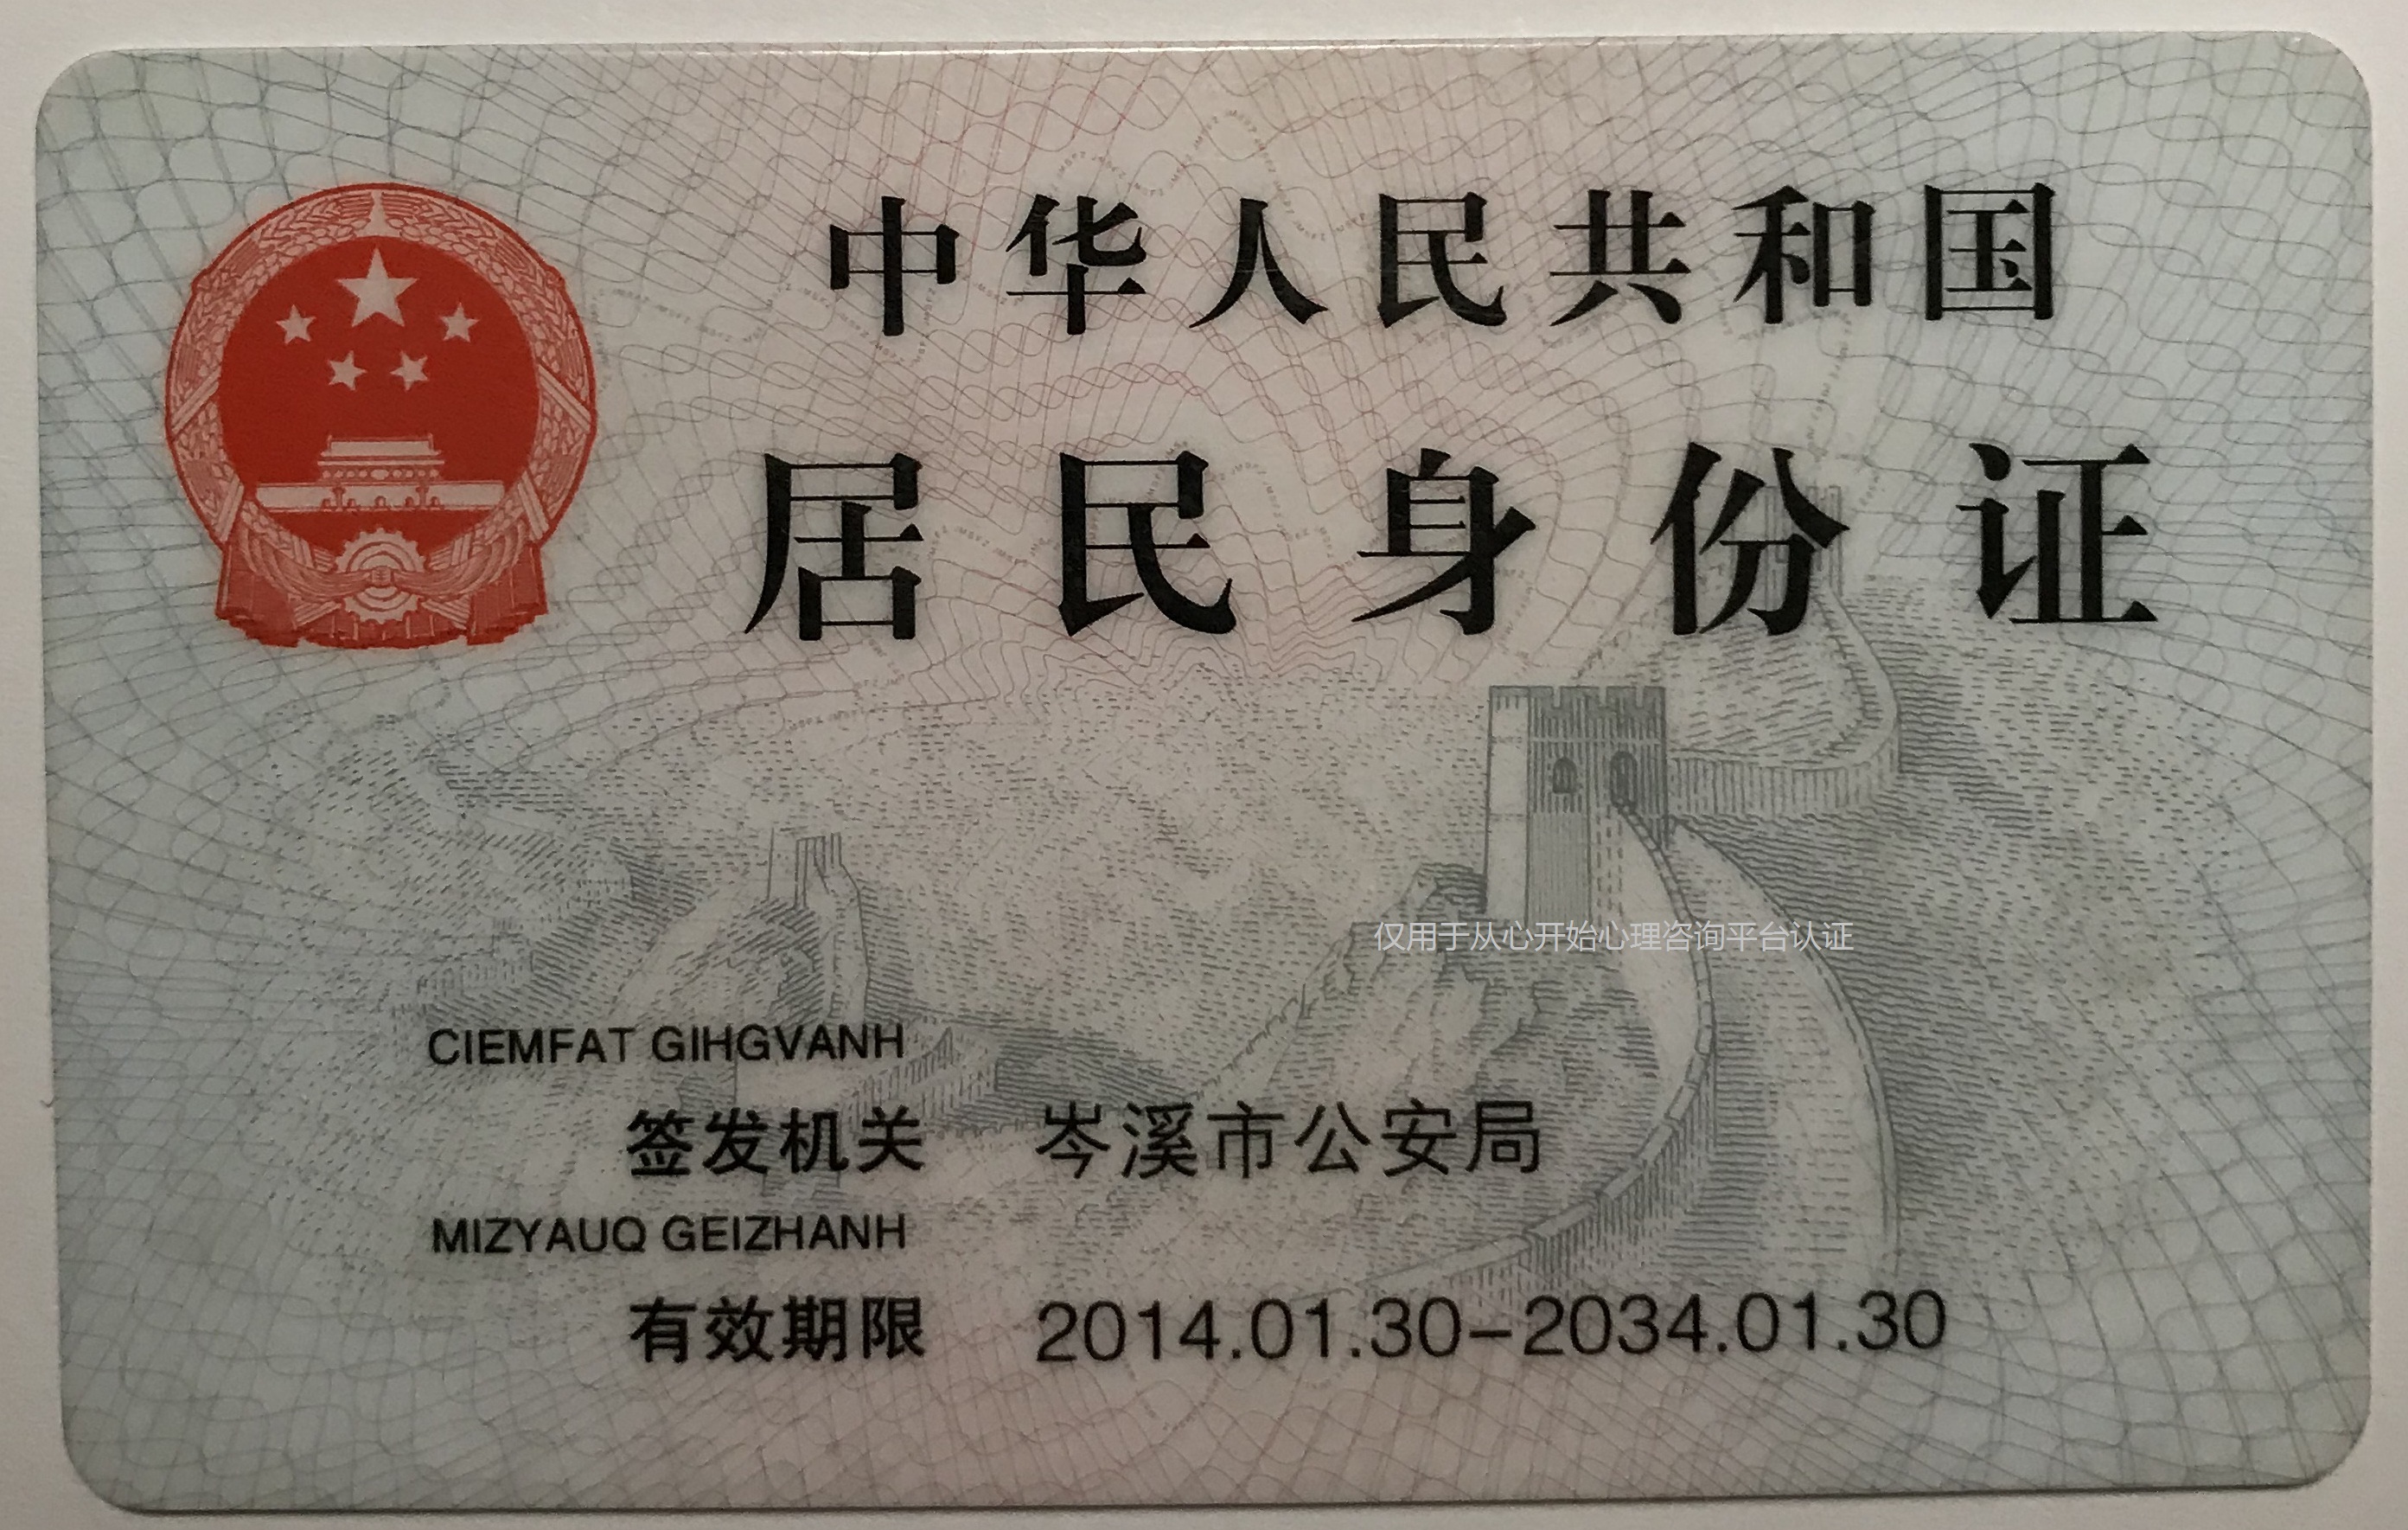 中华人民共和国
居民身份证
仅用于从心开始心理咨询平台认证
CIEMFAT GIHGVANH
签发机关 岑溪市公安局
MIZYAUQ GEIZHANH
有效期限 2014.01.30-2034.01.30